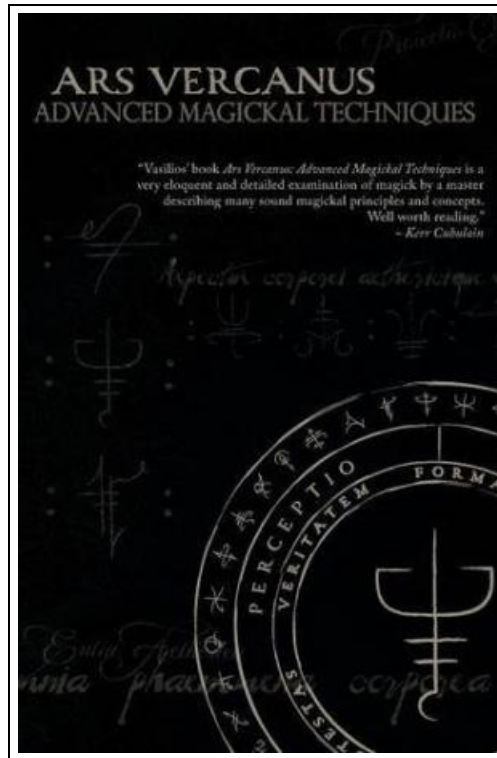 ARS VERCANUS
ADVANCED MAGICKAL TECHNIQUES
"Vasilios' book Ars Vercanus: Advanced Magickal Techniques is a
very eloquent and detailed examination of magick by a master
describing many sound magickal principles and concepts.
Well worth reading."
~ Kerr Cuhulain
corporei
PERCEPTIO
VERITATEM
FORMA